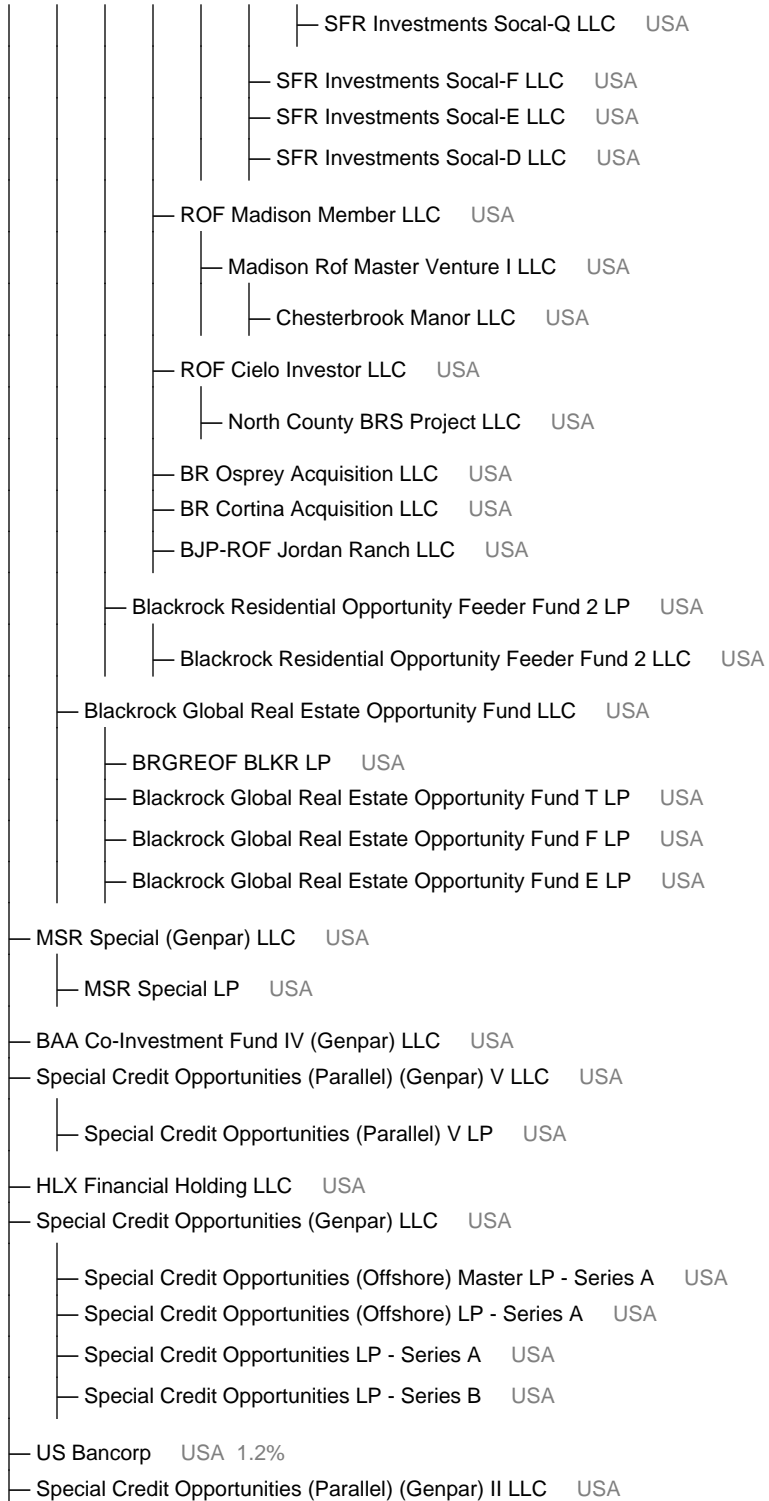 SFR Investments Socal-Q LLC USA
SFR Investments Socal-F LLC USA
SFR Investments Socal-E LLC USA
SFR Investments Socal-D LLC USA
ROF Madison Member LLC USA
Madison Rof Master Venture I LLC USA
Chesterbrook Manor LLC USA
ROF Cielo Investor LLC USA
North County BRS Project LLC USA
BR Osprey Acquisition LLC USA
BR Cortina Acquisition LLC USA
BJP-ROF Jordan Ranch LLC USA
Blackrock Residential Opportunity Feeder Fund 2 LP USA
Blackrock Residential Opportunity Feeder Fund 2 LLC USA
Blackrock Global Real Estate Opportunity Fund LLC USA
BRGREOF BLKR LP USA
Blackrock Global Real Estate Opportunity Fund T LP USA
Blackrock Global Real Estate Opportunity Fund F LP USA
Blackrock Global Real Estate Opportunity Fund E LP USA
MSR Special (Genpar) LLC USA
MSR Special LP USA
BAA Co-Investment Fund IV (Genpar) LLC USA
Special Credit Opportunities (Parallel) (Genpar) V LLC USA
Special Credit Opportunities (Parallel) V LP USA
HLX Financial Holding LLC USA
Special Credit Opportunities (Genpar) LLC USA
Special Credit Opportunities (Offshore) Master LP - Series A USA
Special Credit Opportunities (Offshore) LP - Series A USA
Special Credit Opportunities LP - Series A USA
Special Credit Opportunities LP - Series B USA
US Bancorp USA 1.2%
Special Credit Opportunities (Parallel) (Genpar) II LLC USA